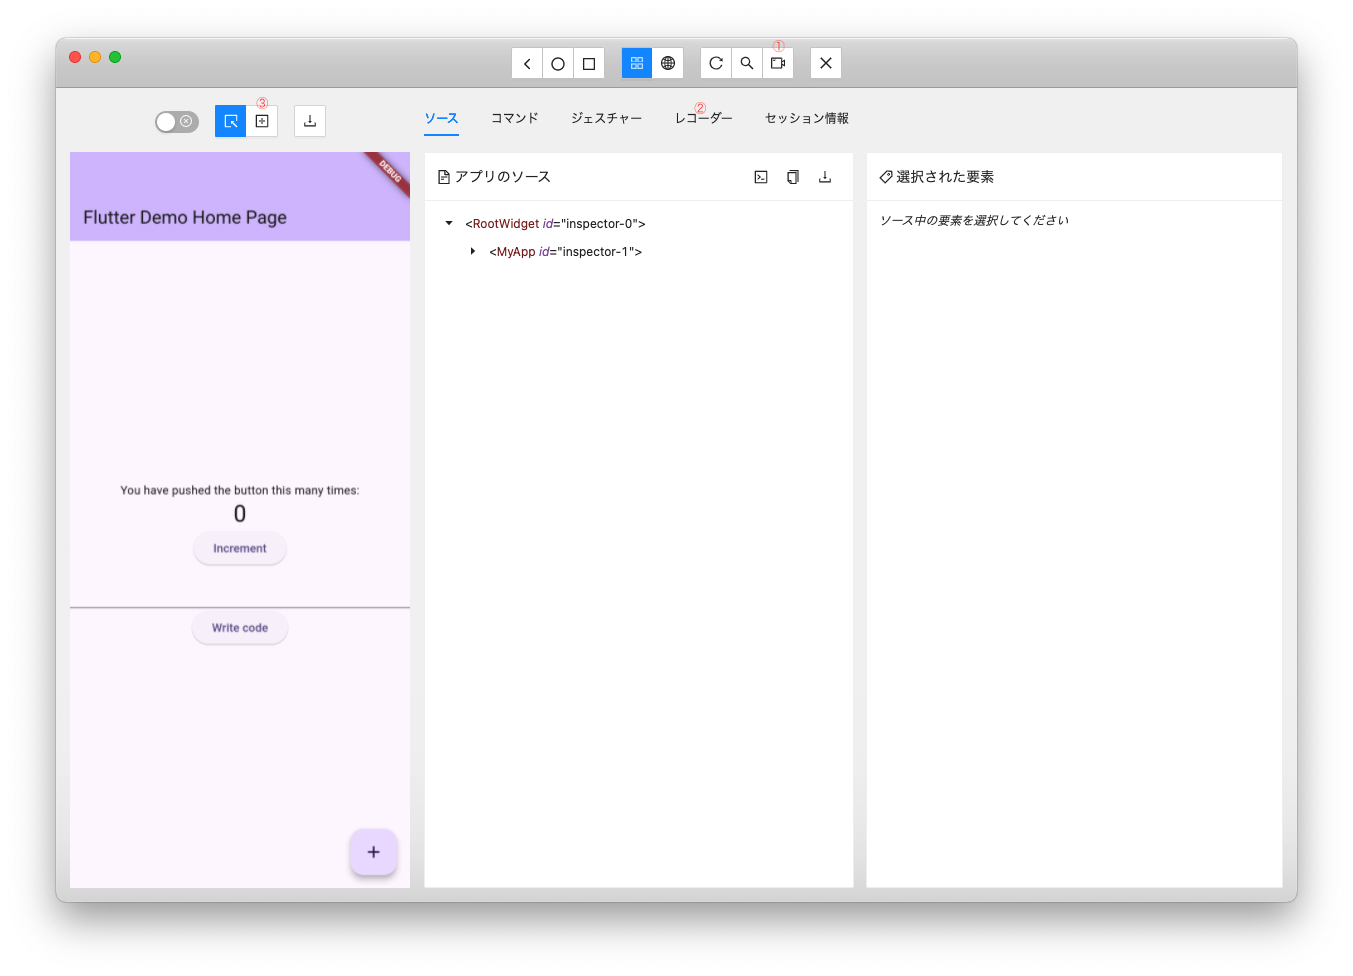 ①
③
②
ソース
コマンド
ジェスチャー
レコーダー
セッション情報
DEBUG
Flutter Demo Home Page
You have pushed the button this many times:
0
Increment
Write code
+
アプリのソース
<RootWidget id="inspector-0">
<MyApp id="inspector-1">
選択された要素
ソース中の要素を選択してください